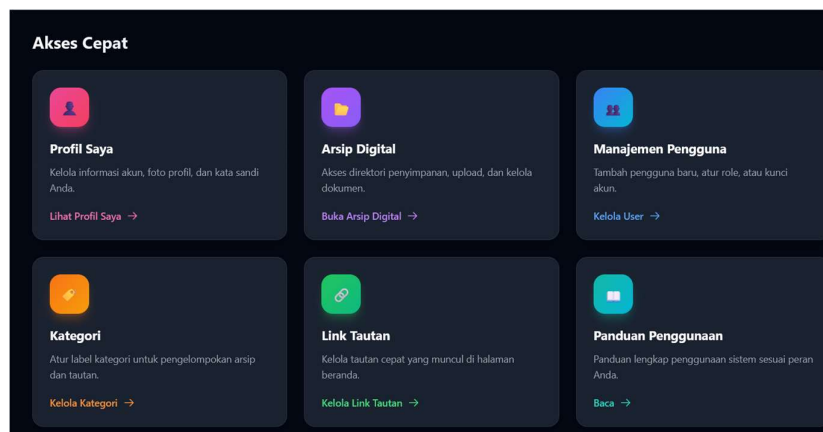 Akses Cepat
Profil Saya
Kelola informasi akun, foto profil, dan kata sandi
Anda.
Lihat Profil Saya →
Arsip Digital
Akses direktori penyimpanan, upload, dan kelola
dokumen.
Buka Arsip Digital →
Manajemen Pengguna
Tambah pengguna baru, atur role, atau kunci
akun.
Kelola User →
Kategori
Atur label kategori untuk pengelompokan arsip
dan tautan.
Kelola Kategori →
Link Tautan
Kelola tautan cepat yang muncul di halaman
beranda.
Kelola Link Tautan →
Panduan Penggunaan
Panduan lengkap penggunaan sistem sesuai peran
Anda.
Baca →